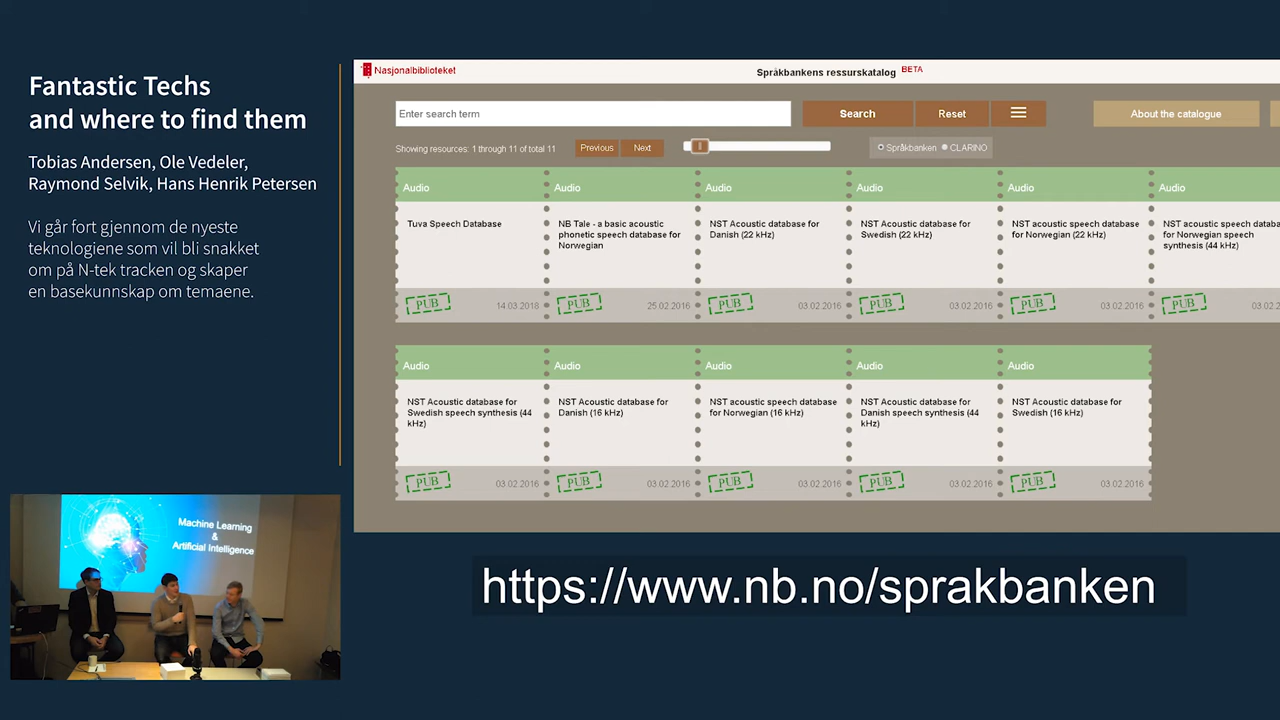 Fantastic Techs
and where to find them
Tobias Andersen, Ole Vedeler,
Raymond Selvik, Hans Henrik Petersen
Vi går fort gjennom de nyeste
teknologiene som vil bli snakket
om på N-tek tracken og skaper
en basekunnskap om temaene.
Nasjonalbiblioteket
Språkbankens ressurskatalog BETA
Enter search term
Search
Reset
About the catalogue
Showing resources: 1 through 11 of total 11
Previous
Next
Språkbanken
CLARINO
Audio
Tuva Speech Database
PUB
14.03.2018
Audio
NB Tale - a basic acoustic
phonetic speech database for
Norwegian
PUB
25.02.2016
Audio
NST Acoustic database for
Danish (22 kHz)
PUB
03.02.2016
Audio
NST Acoustic database for
Swedish (22 kHz)
PUB
03.02.2016
Audio
NST acoustic speech database
for Norwegian (22 kHz)
PUB
03.02.2016
Audio
NST acoustic speech databa
for Norwegian speech
synthesis (44 kHz)
PUB
03.02
Audio
NST Acoustic database for
Swedish speech synthesis (44
kHz)
PUB
03.02.2016
Audio
NST Acoustic database for
Danish (16 kHz)
PUB
03.02.2016
Audio
NST acoustic speech database
for Norwegian (16 kHz)
PUB
03.02.2016
Audio
NST Acoustic database for
Danish speech synthesis (44
kHz)
PUB
03.02.2016
Audio
NST Acoustic database for
Swedish (16 kHz)
PUB
03.02.2016
Machine Learning
&
Artificial Intelligence
https://www.nb.no/sprakbanken